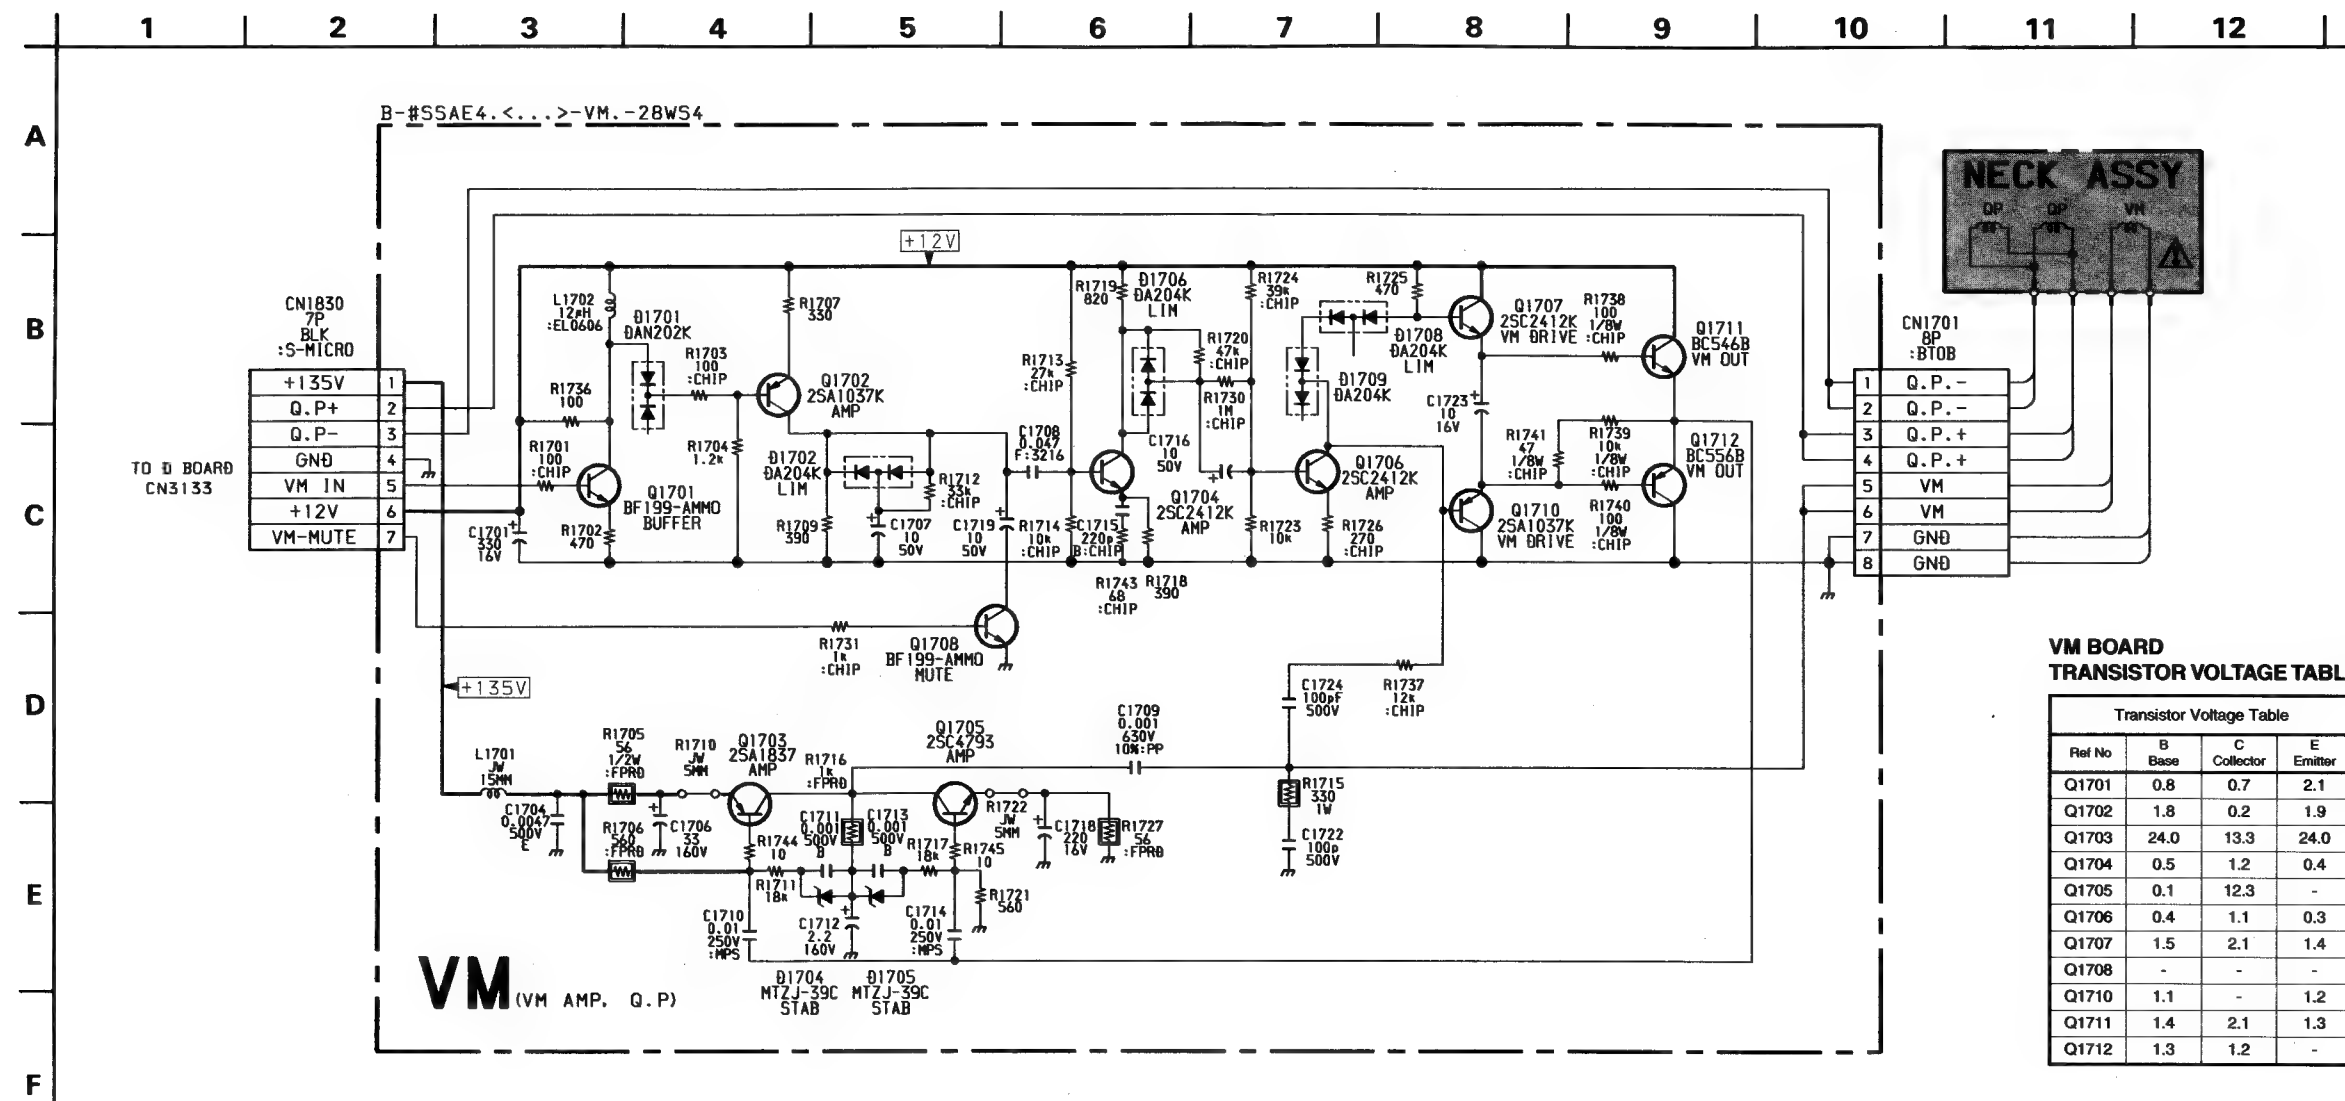 1 2 3 4 5 6 7 8 9 10 11 12
A
B
C
D
E
F
B-#SSAE4.<...>-VM.-28WS4
NECK ASSY
QP QP VM
+12V
CN1830
7P
BLK
:S-MICRO
+135V 1
Q.P+ 2
Q.P- 3
GND 4
VM IN 5
+12V 6
VM-MUTE 7
TO D BOARD
CN3133
L1702
12µH
:EL0606
D1701
DAN202K
R1703
100
:CHIP
R1707
330
Q1702
2SA1037K
AMP
R1736
100
R1701
100
:CHIP
Q1701
BF199-AMMO
BUFFER
C1701
330
16V
R1702
470
R1704
1.2k
D1702
DA204K
LIM
R1709
390
R1712
33k
:CHIP
C1707
10
50V
C1719
10
50V
C1708
0.047
F:3216
R1713
27k
:CHIP
R1714
10k
:CHIP
R1719
820
D1706
DA204K
LIM
C1716
10
50V
Q1704
2SC2412K
AMP
C1715
220p
B:CHIP
R1743
68
:CHIP
R1718
390
R1724
39k
:CHIP
R1720
47k
:CHIP
R1730
1M
:CHIP
R1723
10k
R1725
470
D1708
DA204K
LIM
D1709
DA204K
Q1706
2SC2412K
AMP
R1726
270
:CHIP
Q1707
2SC2412K
VM DRIVE
C1723
10
16V
Q1710
2SA1037K
VM DRIVE
R1738
100
1/8W
:CHIP
R1741
47
1/8W
:CHIP
R1739
10k
1/8W
:CHIP
R1740
100
1/8W
:CHIP
Q1711
BC546B
VM OUT
Q1712
BC556B
VM OUT
CN1701
8P
:BTOB
1 Q.P.-
2 Q.P.-
3 Q.P.+
4 Q.P.+
5 VM
6 VM
7 GND
8 GND
R1731
1k
:CHIP
Q1708
BF199-AMMO
MUTE
+135V
L1701
JW
15MM
C1704
0.0047
500V
E
R1705
56
1/2W
:FPRD
R1706
560
:FPRD
R1710
JW
5MM
C1706
33
160V
Q1703
2SA1837
AMP
R1716
1k
:FPRD
R1744
10
R1711
18k
C1711
0.001
500V
B
C1713
0.001
500V
B
R1717
18k
R1745
10
Q1705
2SC4793
AMP
R1722
JW
5MM
C1718
220
16V
R1727
56
:FPRD
R1721
560
C1710
0.01
250V
:MPS
C1712
2.2
160V
C1714
0.01
250V
:MPS
D1704
MTZJ-39C
STAB
D1705
MTZJ-39C
STAB
C1709
0.001
630V
10%:PP
C1724
100pF
500V
R1737
12k
:CHIP
R1715
330
1W
C1722
100p
500V
VM (VM AMP, Q.P)
VM BOARD
TRANSISTOR VOLTAGE TABL
Transistor Voltage Table
Ref No B Base C Collector E Emitter
Q1701 0.8 0.7 2.1
Q1702 1.8 0.2 1.9
Q1703 24.0 13.3 24.0
Q1704 0.5 1.2 0.4
Q1705 0.1 12.3 -
Q1706 0.4 1.1 0.3
Q1707 1.5 2.1 1.4
Q1708 - - -
Q1710 1.1 - 1.2
Q1711 1.4 2.1 1.3
Q1712 1.3 1.2 -